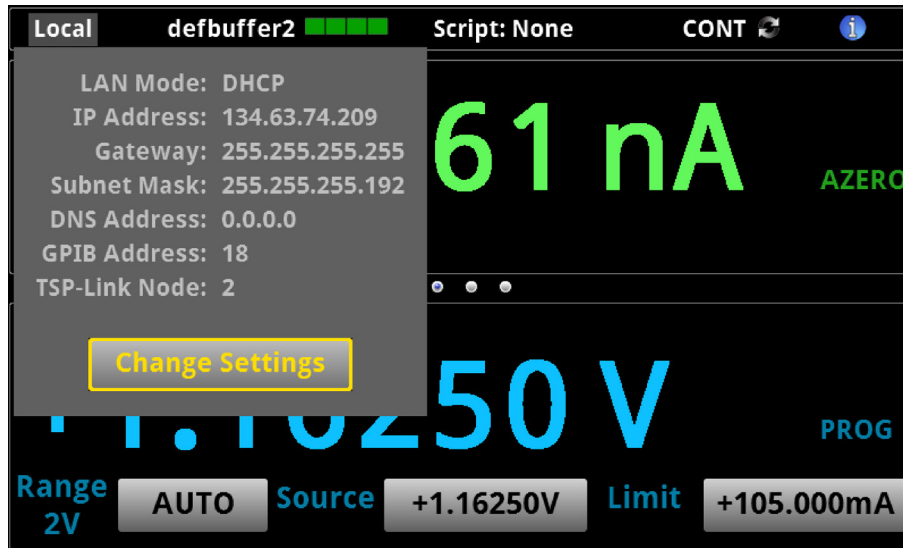 Local defbuffer2 Script: None CONT
LAN Mode: DHCP
IP Address: 134.63.74.209
Gateway: 255.255.255.255
Subnet Mask: 255.255.255.192
DNS Address: 0.0.0.0
GPIB Address: 18
TSP-Link Node: 2
Change Settings
61 nA
AZERO
+1.16250 V
PROG
Range
2V
AUTO
Source
+1.16250V
Limit
+105.000mA